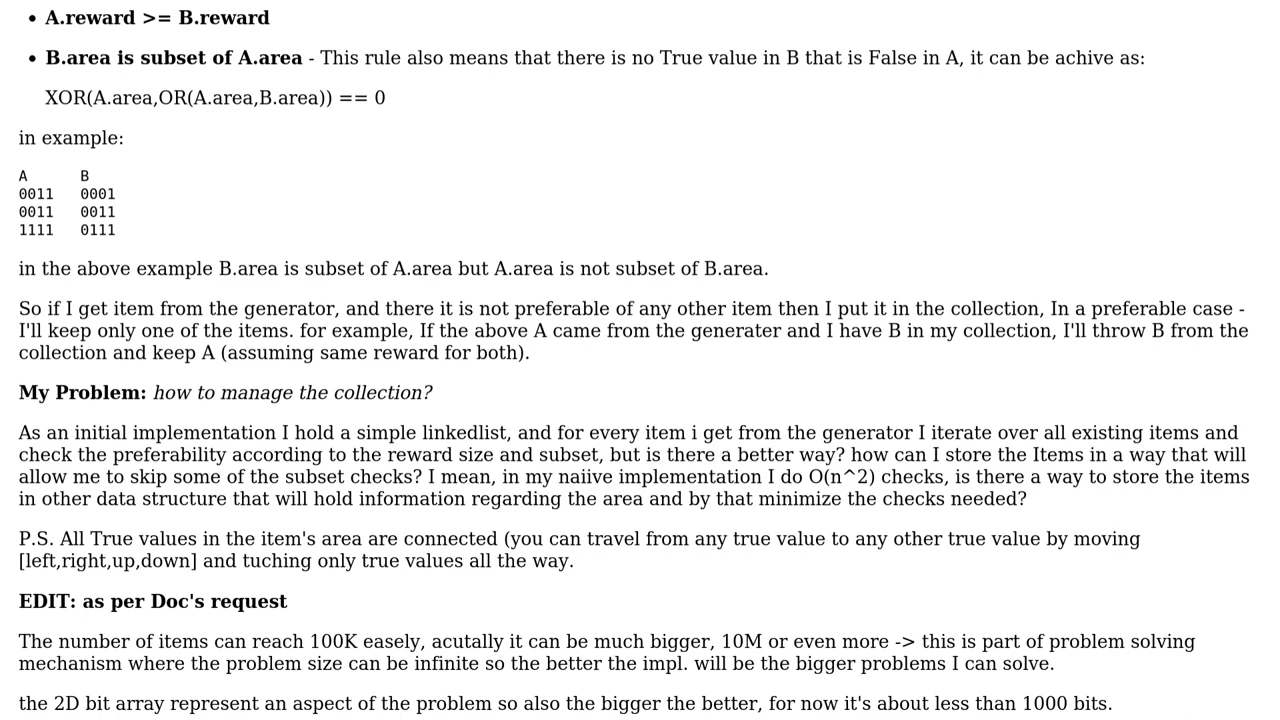 • A.reward >= B.reward
• B.area is subset of A.area - This rule also means that there is no True value in B that is False in A, it can be achive as:
XOR(A.area,OR(A.area,B.area)) == 0
in example:
A      B
0011   0001
0011   0011
1111   0111
in the above example B.area is subset of A.area but A.area is not subset of B.area.
So if I get item from the generator, and there it is not preferable of any other item then I put it in the collection, In a preferable case -
I'll keep only one of the items. for example, If the above A came from the generater and I have B in my collection, I'll throw B from the
collection and keep A (assuming same reward for both).
My Problem: how to manage the collection?
As an initial implementation I hold a simple linkedlist, and for every item i get from the generator I iterate over all existing items and
check the preferability according to the reward size and subset, but is there a better way? how can I store the Items in a way that will
allow me to skip some of the subset checks? I mean, in my naiive implementation I do O(n^2) checks, is there a way to store the items
in other data structure that will hold information regarding the area and by that minimize the checks needed?
P.S. All True values in the item's area are connected (you can travel from any true value to any other true value by moving
[left,right,up,down] and tuching only true values all the way.
EDIT: as per Doc's request
The number of items can reach 100K easely, acutally it can be much bigger, 10M or even more -> this is part of problem solving
mechanism where the problem size can be infinite so the better the impl. will be the bigger problems I can solve.
the 2D bit array represent an aspect of the problem so also the bigger the better, for now it's about less than 1000 bits.